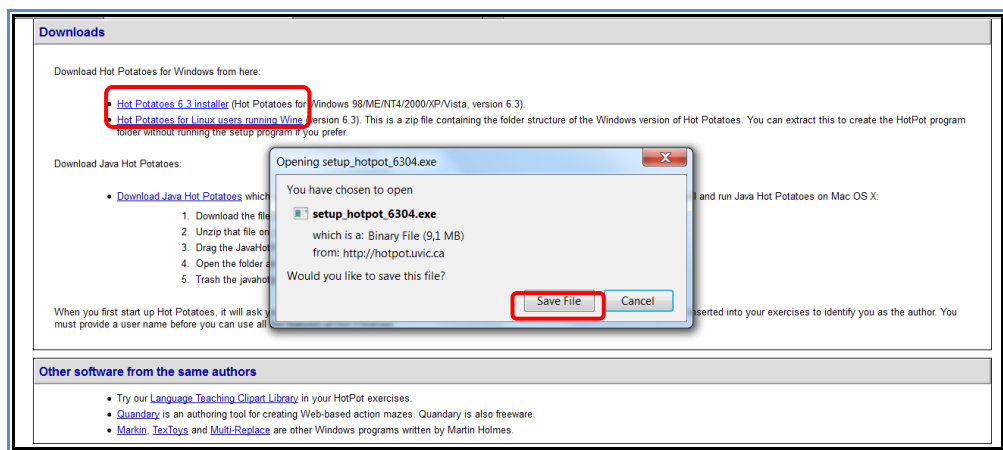 Downloads
Download Hot Potatoes for Windows from here:
• Hot Potatoes 6.3 installer (Hot Potatoes for Windows 98/ME/NT4/2000/XP/Vista, version 6.3).
• Hot Potatoes for Linux users running Wine (version 6.3). This is a zip file containing the folder structure of the Windows version of Hot Potatoes. You can extract this to create the HotPot program
folder without running the setup program if you prefer.
Download Java Hot Potatoes:
• Download Java Hot Potatoes which l and run Java Hot Potatoes on Mac OS X:
1. Download the file
2. Unzip that file on
3. Drag the JavaHot
4. Open the folder a
5. Trash the javahot
When you first start up Hot Potatoes, it will ask y nserted into your exercises to identify you as the author. You
must provide a user name before you can use all
Opening setup_hotpot_6304.exe
You have chosen to open
setup_hotpot_6304.exe
which is a: Binary File (9,1 MB)
from: http://hotpot.uvic.ca
Would you like to save this file?
Save File Cancel
Other software from the same authors
• Try our Language Teaching Clipart Library in your HotPot exercises.
• Quandary is an authoring tool for creating Web-based action mazes. Quandary is also freeware.
• Markin, TexToys and Multi-Replace are other Windows programs written by Martin Holmes.